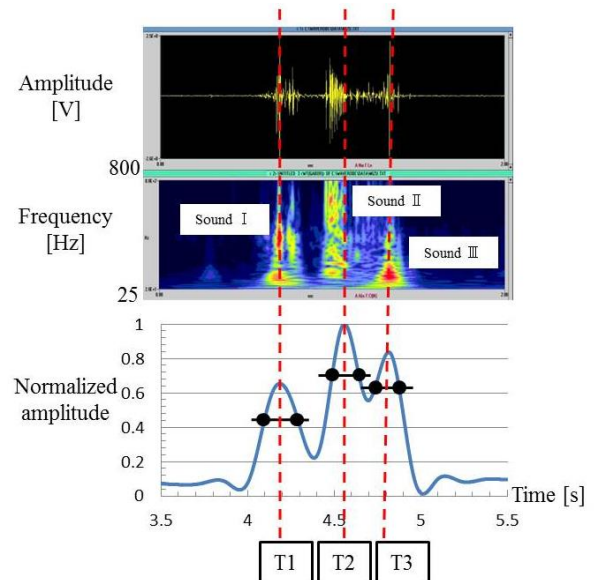 Amplitude
[V]
800
Frequency
[Hz]
25
Sound Ⅰ
Sound Ⅱ
Sound Ⅲ
Normalized
amplitude
1
0.8
0.6
0.4
0.2
0
3.5
4
4.5
5
5.5
Time [s]
T1
T2
T3